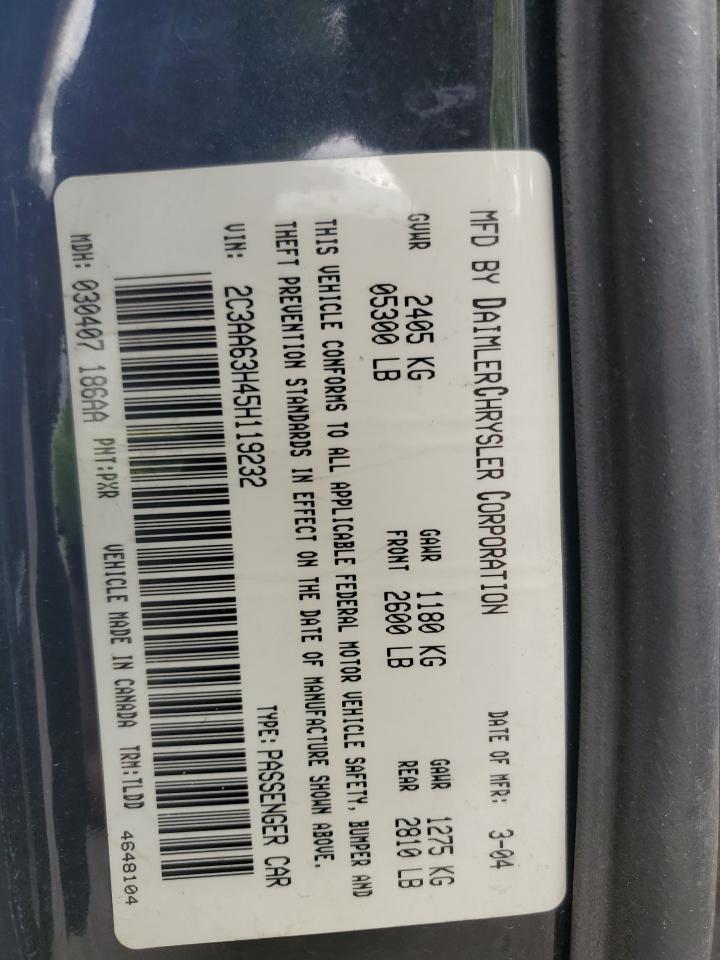 MFD BY DAIMLERCHRYSLER CORPORATION DATE OF MFR: 3-04
GVWR 2405 KG GAWR 1180 KG GAWR 1275 KG
05300 LB FRONT 2600 LB REAR 2810 LB
THIS VEHICLE CONFORMS TO ALL APPLICABLE FEDERAL MOTOR VEHICLE SAFETY, BUMPER AND
THEFT PREVENTION STANDARDS IN EFFECT ON THE DATE OF MANUFACTURE SHOWN ABOVE.
VIN: 2C3AA63H45H119232 TYPE: PASSENGER CAR
MDH: 030407 186AA PNT:PXR VEHICLE MADE IN CANADA TRM:TLDD 4648104